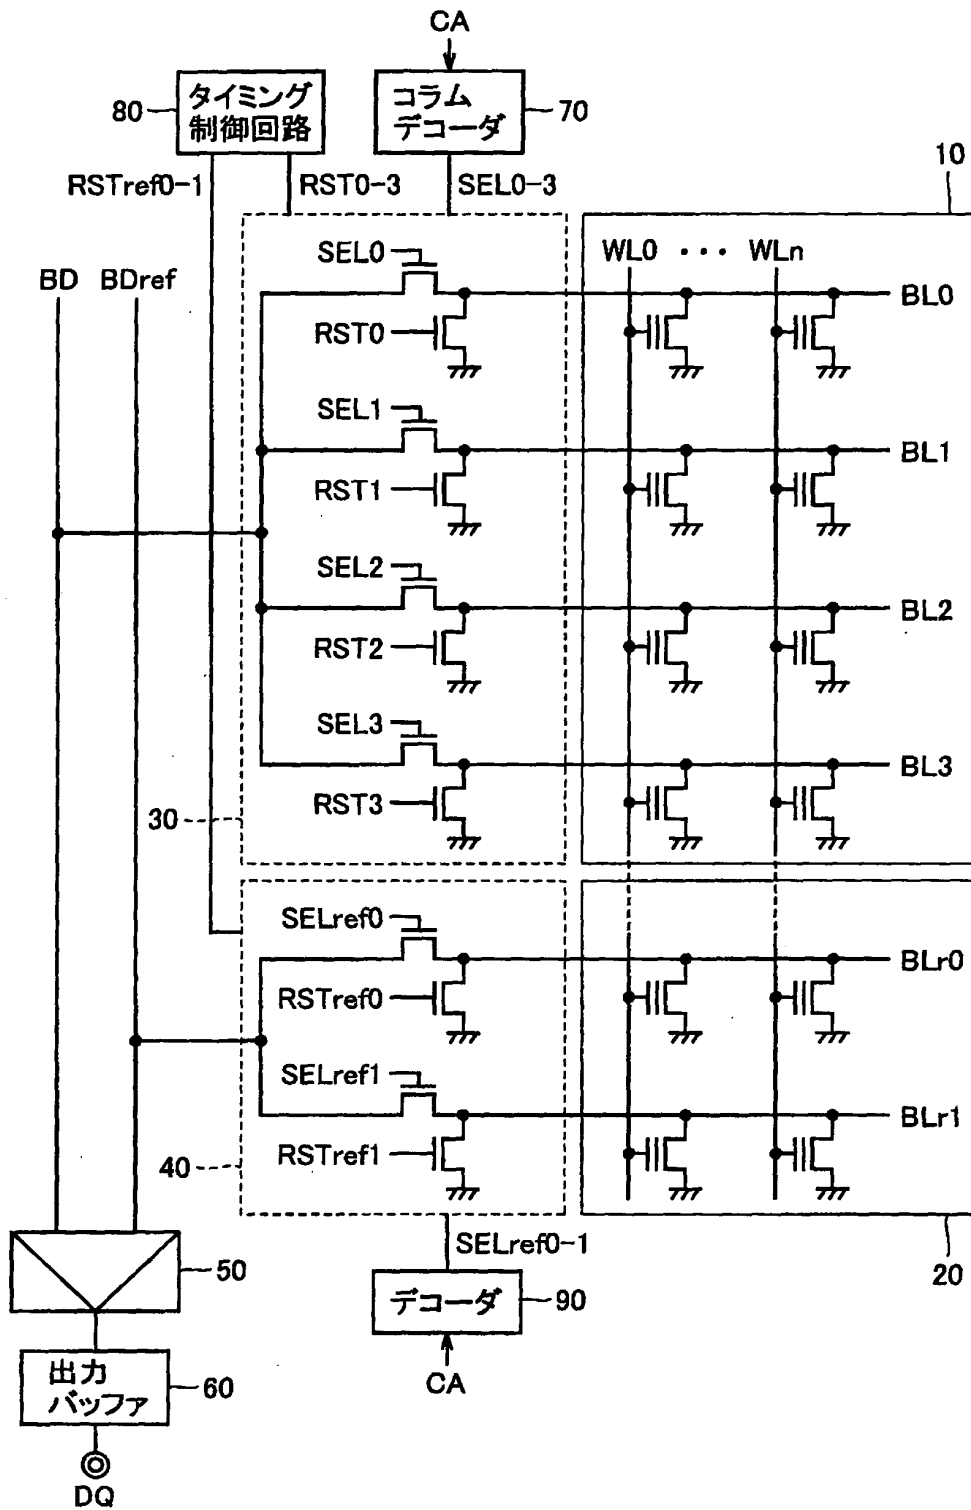 CA
80
タイミング
制御回路
コラム
デコーダ
70
RSTref0-1
RST0-3
SEL0-3
10
BD
BDref
SEL0
WL0 ・・・ WLn
BL0
RST0
SEL1
BL1
RST1
SEL2
BL2
RST2
SEL3
BL3
RST3
30
SELref0
BLr0
RSTref0
SELref1
BLr1
RSTref1
40
SELref0-1
20
50
デコーダ
90
CA
出力
バッファ
60
DQ